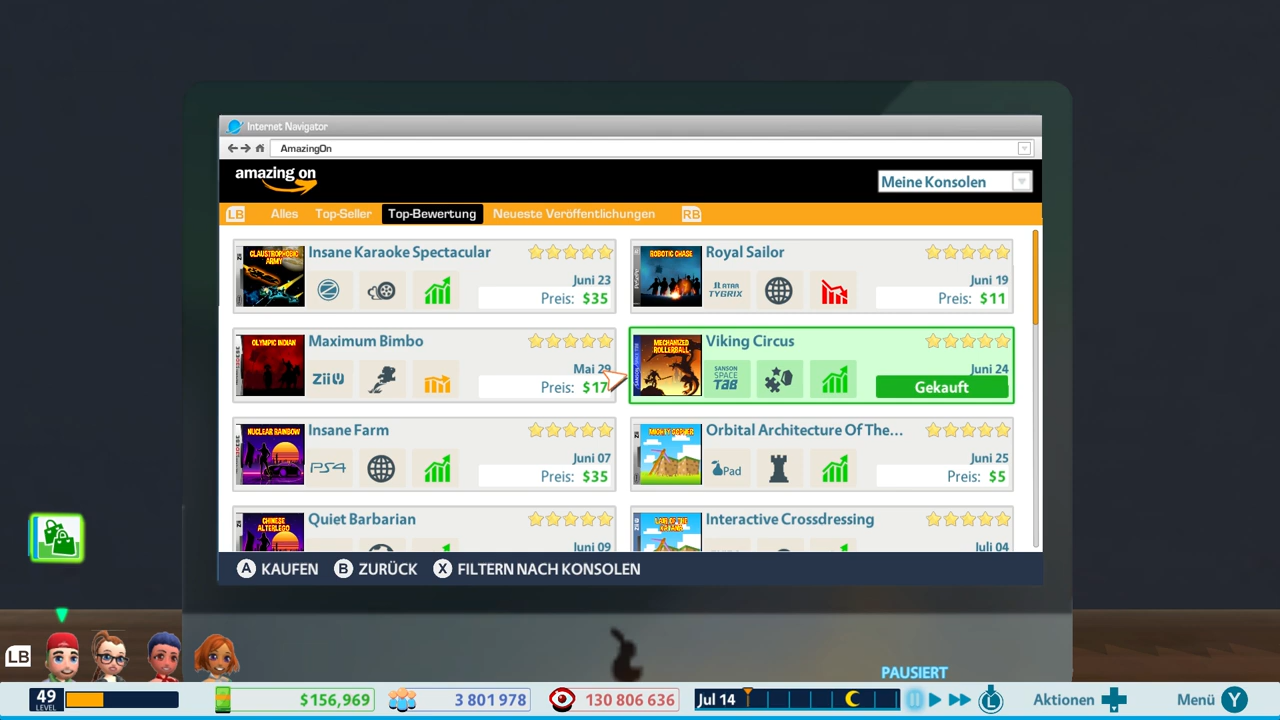 Internet Navigator
AmazingOn
amazing on
Meine Konsolen
LB Alles Top-Seller Top-Bewertung Neueste Veröffentlichungen RB
CLAUSTROPHOBIC ARMY
Insane Karaoke Spectacular
Juni 23
Preis: $35
ROBOTIC CHASE
Royal Sailor
ATRA TYGRIX
Juni 19
Preis: $11
OLYMPIC INDIAN
Maximum Bimbo
ZiiU
Mai 29
Preis: $17
MECHANIZED ROLLERBALL
Viking Circus
SANSON SPACE TAB
Juni 24
Gekauft
NUCLEAR RAINBOW
Insane Farm
PS4
Juni 07
Preis: $35
MIGHTY GOPHER
Orbital Architecture Of The...
Pad
Juni 25
Preis: $5
CHINESE ALTEREGO
Quiet Barbarian
Juni 09
Interactive Crossdressing
Juli 04
A KAUFEN B ZURÜCK X FILTERN NACH KONSOLEN
LB
PAUSIERT
49 LEVEL
$156,969
3 801 978
130 806 636
Jul 14
L
Aktionen
Menü Y